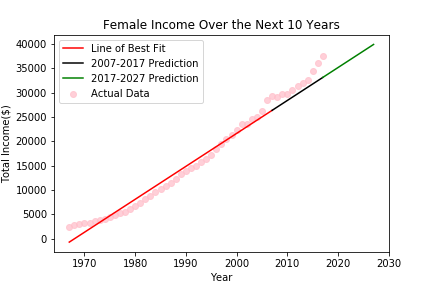 Female Income Over the Next 10 Years
Line of Best Fit
2007-2017 Prediction
2017-2027 Prediction
Actual Data
Total Income($)
40000
35000
30000
25000
20000
15000
10000
5000
0
1970 1980 1990 2000 2010 2020 2030
Year